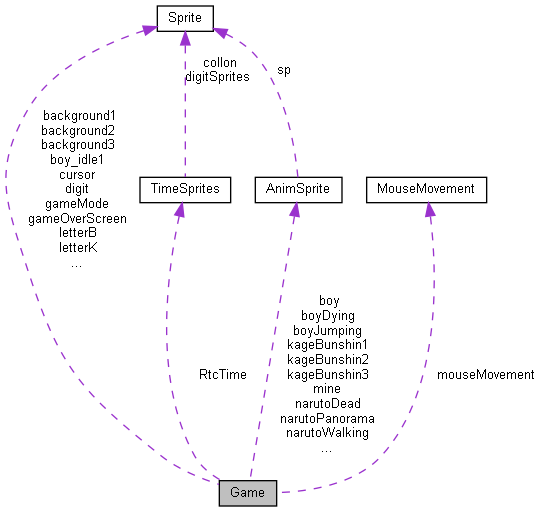 Sprite
collon
digitSprites
sp
background1
background2
background3
boy_idle1
cursor
digit
gameMode
gameOverScreen
letterB
letterK
...
TimeSprites
AnimSprite
MouseMovement
RtcTime
boy
boyDying
boyJumping
kageBunshin1
kageBunshin2
kageBunshin3
mine
narutoDead
narutoPanorama
narutoWalking
...
mouseMovement
Game